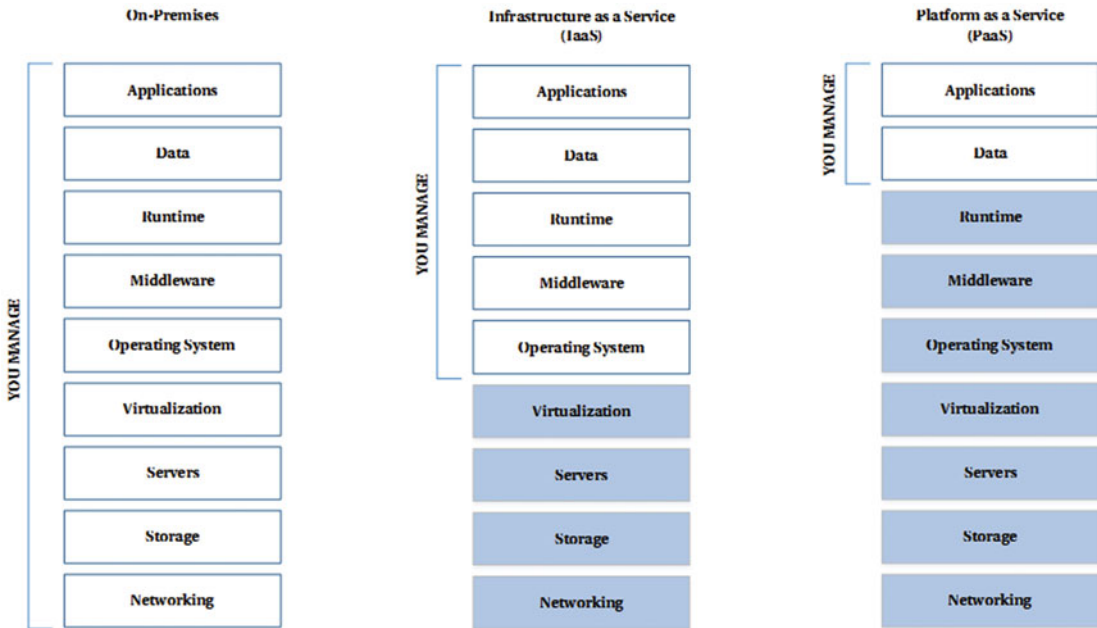 On-Premises
YOU MANAGE
Applications
Data
Runtime
Middleware
Operating System
Virtualization
Servers
Storage
Networking
Infrastructure as a Service
(IaaS)
YOU MANAGE
Applications
Data
Runtime
Middleware
Operating System
Virtualization
Servers
Storage
Networking
Platform as a Service
(PaaS)
YOU MANAGE
Applications
Data
Runtime
Middleware
Operating System
Virtualization
Servers
Storage
Networking